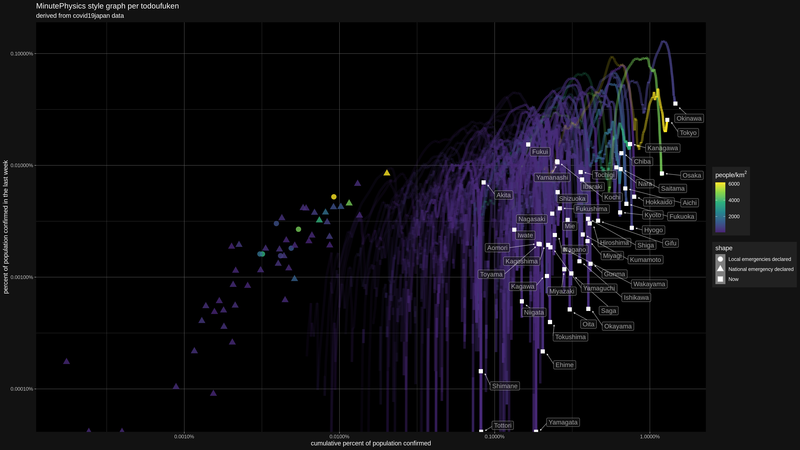 MinutePhysics style graph per todoufuken
derived from covid19japan data
percent of population confirmed in the last week
0.10000%
0.01000%
0.00100%
0.00010%
0.0010%
0.0100%
0.1000%
1.0000%
cumulative percent of population confirmed
Okinawa
Tokyo
Kanagawa
Fukui
Chiba
Yamanashi
Tochigi
Osaka
Ibaraki
Nara
Saitama
Akita
Shizuoka
Kochi
Hokkaido
Aichi
Fukushima
Nagasaki
Kyoto
Fukuoka
Mie
Hyogo
Iwate
Aomori
Nagano
Hiroshima
Shiga
Gifu
Miyagi
Kagoshima
Kumamoto
Toyama
Gunma
Kagawa
Miyazaki
Yamaguchi
Wakayama
Ishikawa
Niigata
Saga
Oita
Okayama
Tokushima
Ehime
Shimane
Tottori
Yamagata
people/km²
6000
4000
2000
shape
Local emergencies declared
National emergency declared
Now